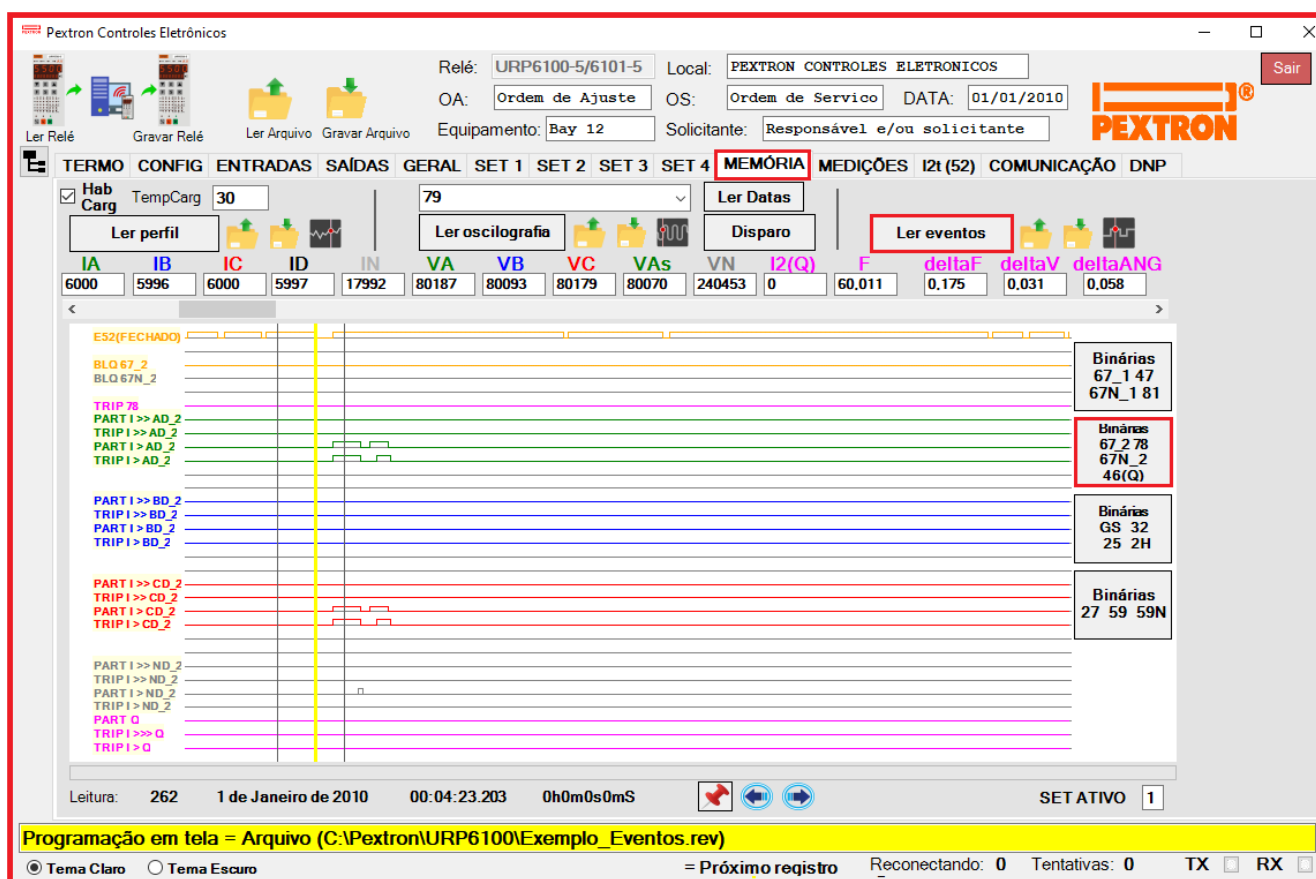 Pextron Controles Eletrônicos
Relé: URP6100-5/6101-5 Local: PEXTRON CONTROLES ELETRONICOS Sair
OA: Ordem de Ajuste OS: Ordem de Servico DATA: 01/01/2010
Ler Relé Gravar Relé Ler Arquivo Gravar Arquivo Equipamento: Bay 12 Solicitante: Responsável e/ou solicitante PEXTRON ®
TERMO CONFIG ENTRADAS SAÍDAS GERAL SET 1 SET 2 SET 3 SET 4 MEMÓRIA MEDIÇÕES I2t (52) COMUNICAÇÃO DNP
Hab Carg TempCarg 30 79 Ler Datas
Ler perfil Ler oscilografia Disparo Ler eventos
IA IB IC ID IN VA VB VC VAs VN I2(Q) F deltaF deltaV deltaANG
6000 5996 6000 5997 17992 80187 80093 80179 80070 240453 0 60,011 0,175 0,031 0,058
E52(FECHADO)
BLQ 67_2
BLQ 67N_2
TRIP 78
PART I >> AD_2
TRIP I >> AD_2
PART I > AD_2
TRIP I > AD_2
PART I >> BD_2
TRIP I >> BD_2
PART I > BD_2
TRIP I > BD_2
PART I >> CD_2
TRIP I >> CD_2
PART I > CD_2
TRIP I > CD_2
PART I >> ND_2
TRIP I >> ND_2
PART I > ND_2
TRIP I > ND_2
PART Q
TRIP I >>> Q
TRIP I > Q
Binárias
67_1 47
67N_1 81
Binárias
67_2 78
67N_2
46(Q)
Binárias
GS 32
25 2H
Binárias
27 59 59N
Leitura: 262 1 de Janeiro de 2010 00:04:23.203 0h0m0s0mS SET ATIVO 1
Programação em tela = Arquivo (C:\Pextron\URP6100\Exemplo_Eventos.rev)
Tema Claro Tema Escuro = Próximo registro Reconectando: 0 Tentativas: 0 TX RX